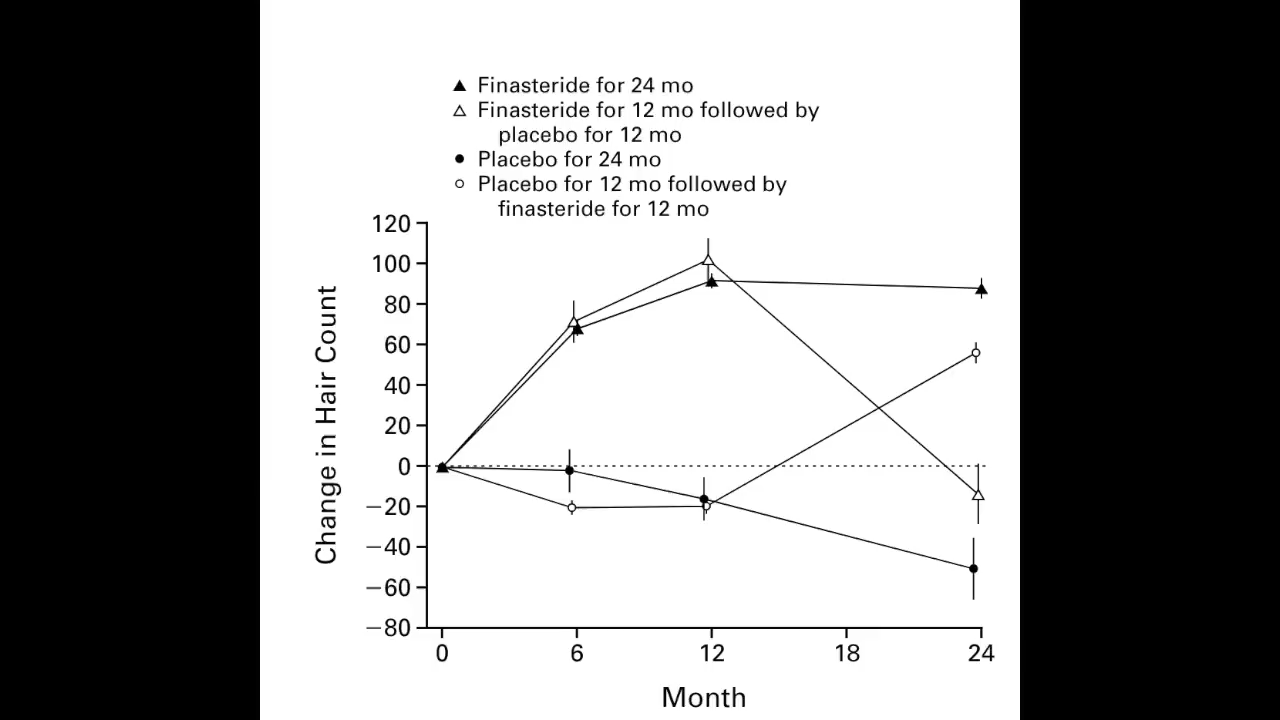 Finasteride for 24 mo
Finasteride for 12 mo followed by
placebo for 12 mo
Placebo for 24 mo
Placebo for 12 mo followed by
finasteride for 12 mo
120
100
80
60
40
20
0
−20
−40
−60
−80
Change in Hair Count
0 6 12 18 24
Month